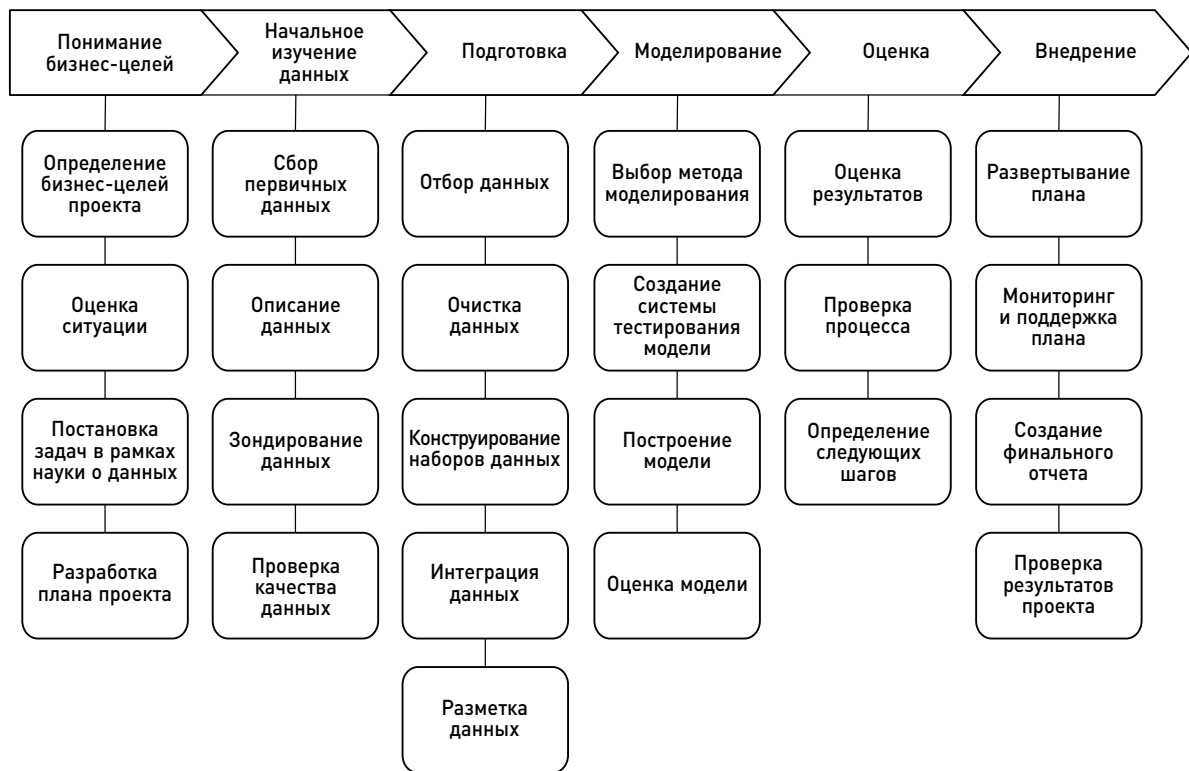 Понимание
бизнес-целей
Начальное
изучение
данных
Подготовка
Моделирование
Оценка
Внедрение
Определение
бизнес-целей
проекта
Сбор
первичных
данных
Отбор данных
Выбор метода
моделирования
Оценка
результатов
Развертывание
плана
Оценка
ситуации
Описание
данных
Очистка
данных
Создание
системы
тестирования
модели
Проверка
процесса
Мониторинг
и поддержка
плана
Постановка
задач в рамках
науки о данных
Зондирование
данных
Конструирование
наборов данных
Построение
модели
Определение
следующих
шагов
Создание
финального
отчета
Разработка
плана проекта
Проверка
качества
данных
Интеграция
данных
Оценка модели
Проверка
результатов
проекта
Разметка
данных